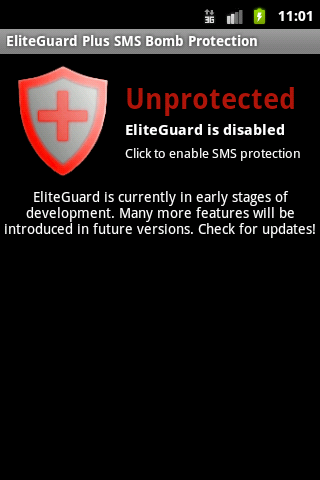 3G 11:01
EliteGuard Plus SMS Bomb Protection
Unprotected
EliteGuard is disabled
Click to enable SMS protection
EliteGuard is currently in early stages of
development. Many more features will be
introduced in future versions. Check for updates!